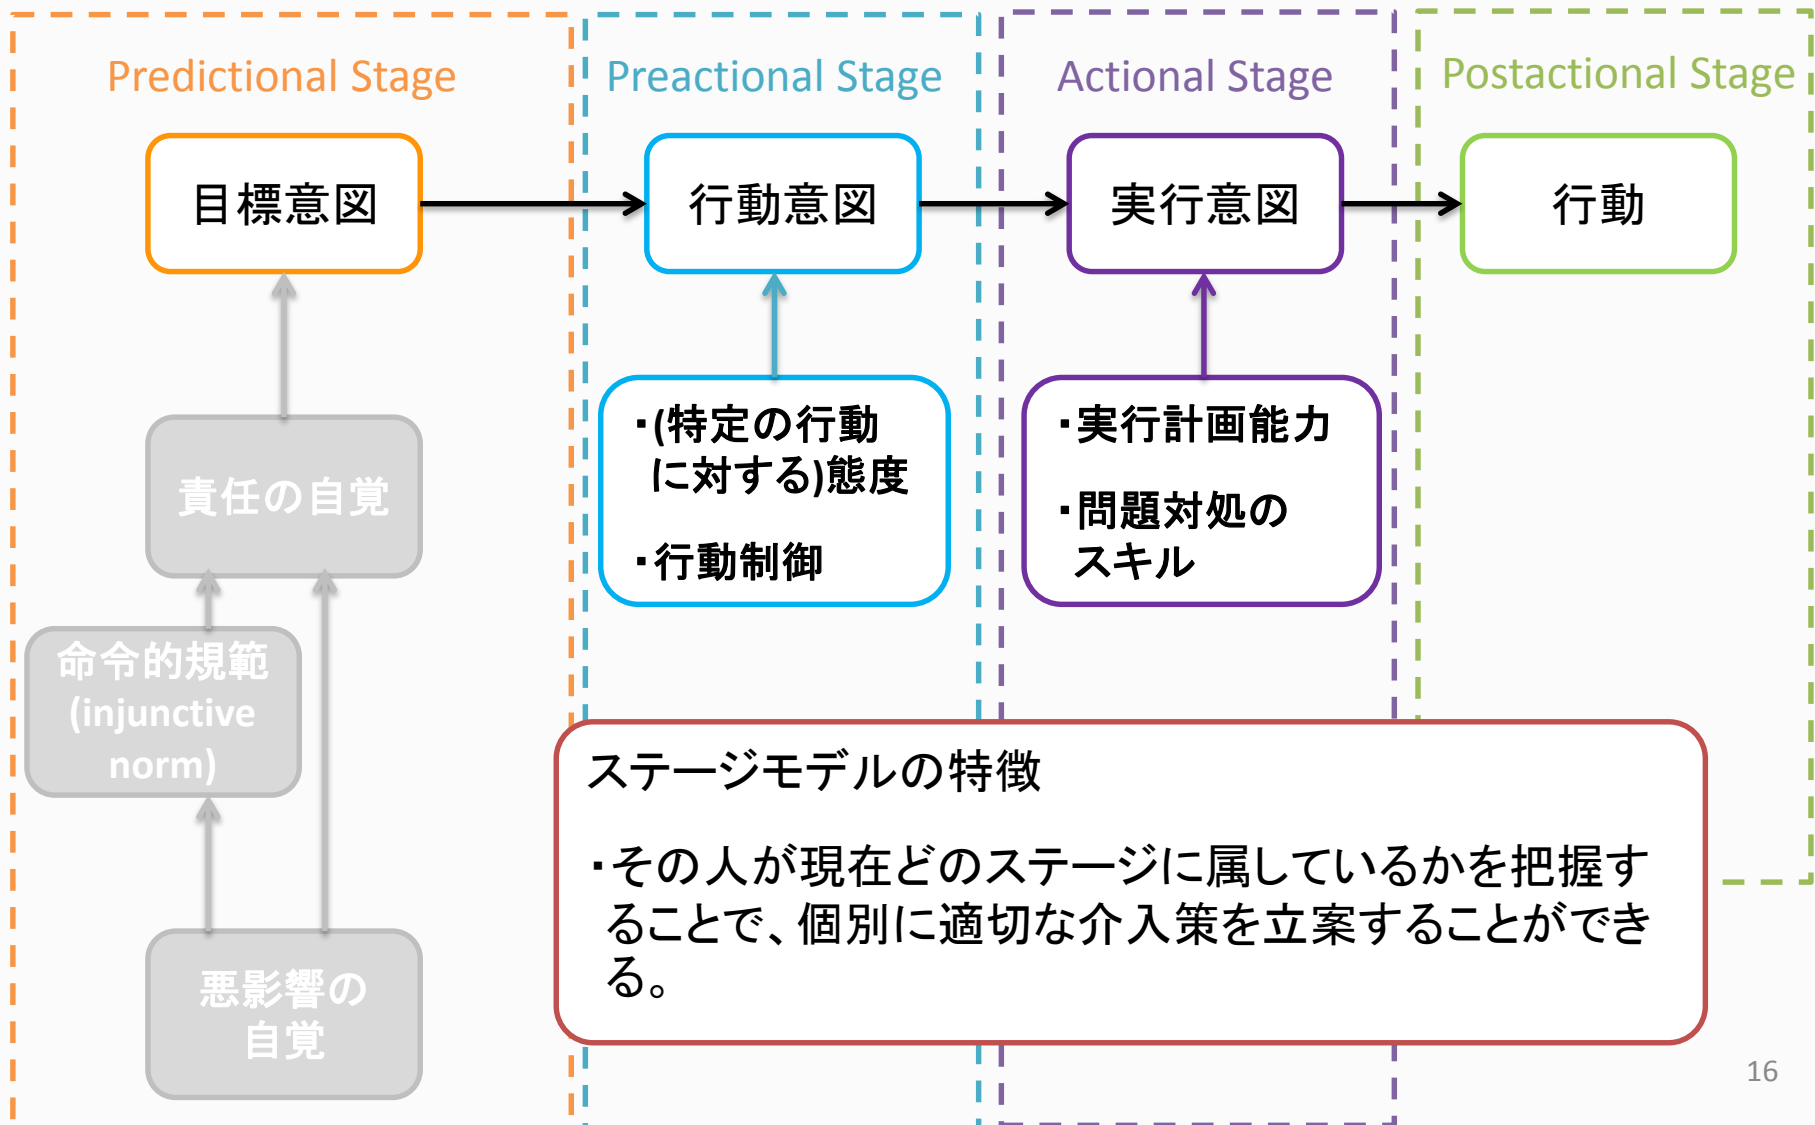 Predictional Stage
Preactional Stage
Actional Stage
Postactional Stage
目標意図
行動意図
実行意図
行動
責任の自覚
命令的規範
(injunctive
norm)
悪影響の
自覚
・(特定の行動
に対する)態度
・行動制御
・実行計画能力
・問題対処の
スキル
ステージモデルの特徴
・その人が現在どのステージに属しているかを把握す
ることで、個別に適切な介入策を立案することができ
る。
16